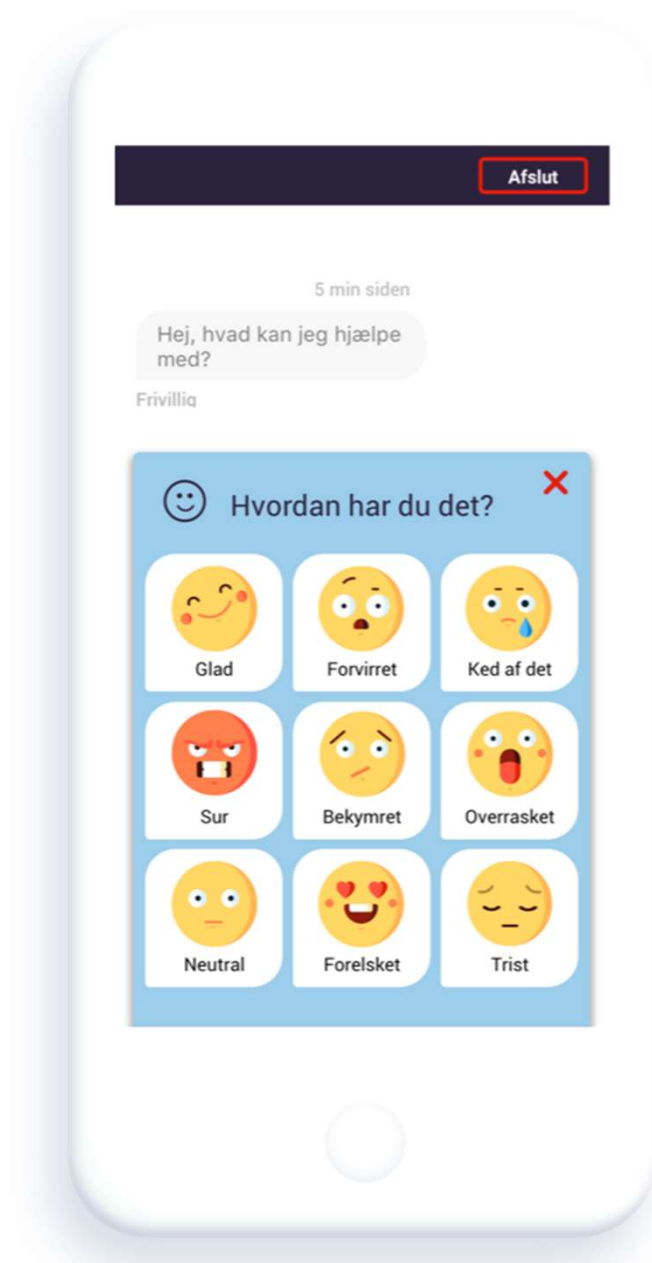 Afslut
5 min siden
Hej, hvad kan jeg hjælpe
med?
Frivillig
Hvordan har du det?
Glad
Forvirret
Ked af det
Sur
Bekymret
Overrasket
Neutral
Forelsket
Trist